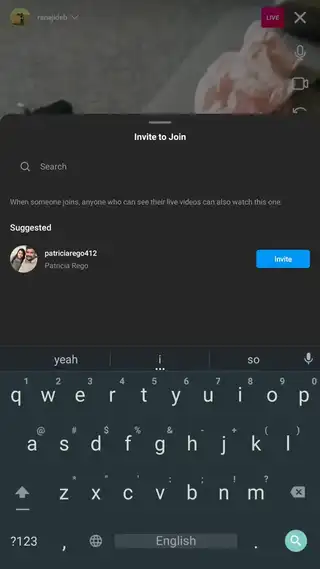 ranajideb
LIVE
Invite to Join
Search
When someone joins, anyone who can see their live videos can also watch this one.
Suggested
patriciarego412
Patricia Rego
Invite
yeah i so
1 2 3 4 5 6 7 8 9 0
q w e r t y u i o p
@ # $ % & - + ( )
a s d f g h j k l
* " ' : ; ! ?
z x c v b n m
?123 , English .